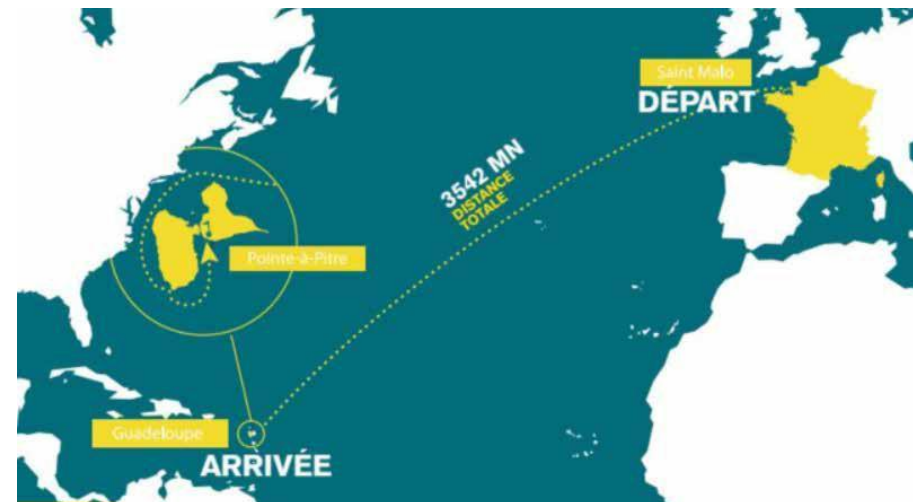 Saint Malo
DÉPART
3542 MN
DISTANCE
TOTALE
Pointe-à-Pitre
Guadeloupe
ARRIVÉE